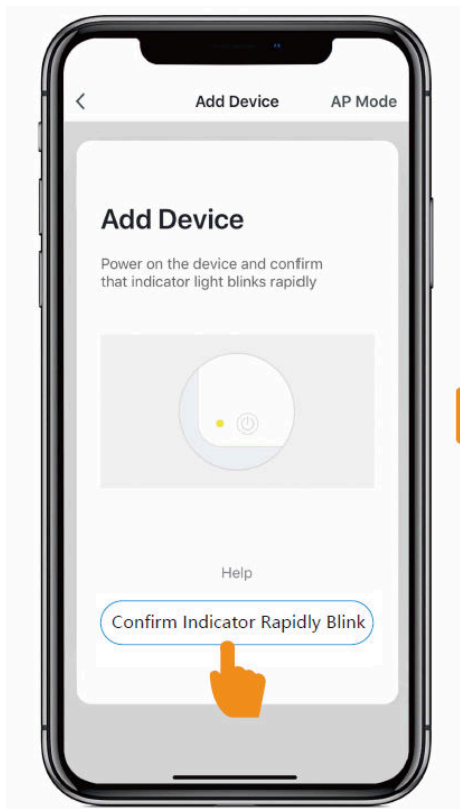 Add Device
AP Mode
Add Device
Power on the device and confirm
that indicator light blinks rapidly
Help
Confirm Indicator Rapidly Blink